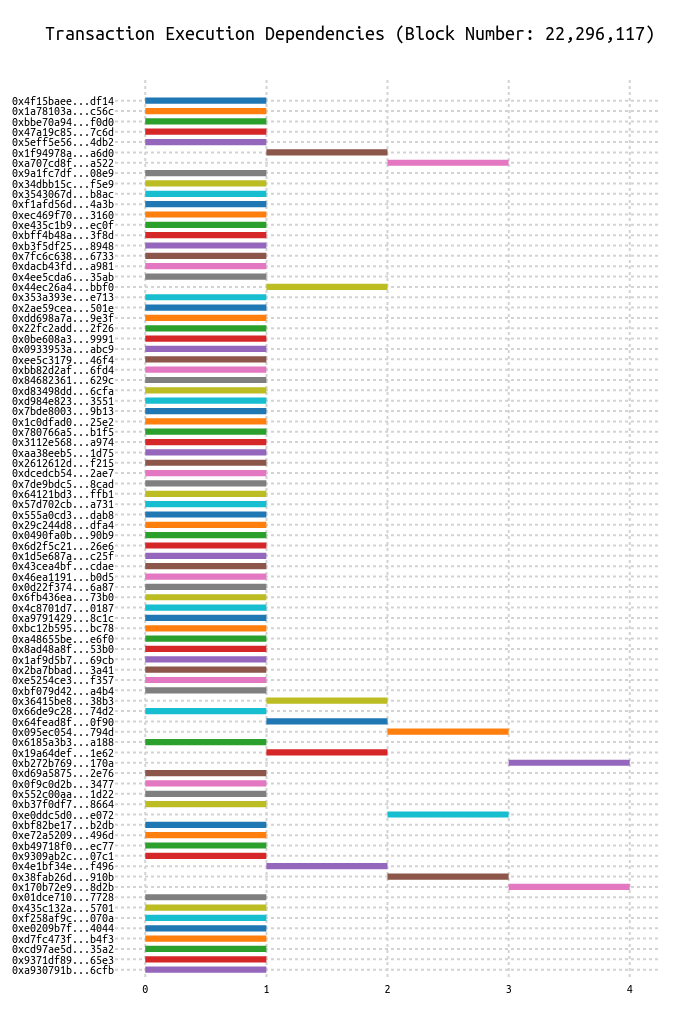 Transaction Execution Dependencies (Block Number: 22,296,117)
0x4f15baee...df14
0x1a78103a...c56c
0xbbe70a94...f0d0
0x47a19c85...7c6d
0x5eff5e56...4db2
0x1f94978a...a6d0
0xa707cd8f...a522
0x9a1fc7df...08e9
0x34dbb15c...f5e9
0x3543067d...b8ac
0xf1afd56d...4a3b
0xec469f70...3160
0xe435c1b9...ec0f
0xbff4b48a...3f8d
0xb3f5df25...8948
0x7fc6c638...6733
0xdacb43fd...a981
0x4ee5cda6...35ab
0x44ec26a4...bbf0
0x353a393e...e713
0x2ae59cea...501e
0xdd698a7a...9e3f
0x22fc2add...2f26
0x0be608a3...9991
0x0933953a...abc9
0xee5c3179...46f4
0xbb82d2af...6fd4
0x84682361...629c
0xd83498dd...6cfa
0xd984e823...3551
0x7bde8003...9b13
0x1c0dfad0...25e2
0x780766a5...b1f5
0x3112e568...a974
0xaa38eeb5...1d75
0x2612612d...f215
0xdcedcb54...2ae7
0x7de9bdc5...8cad
0x64121bd3...ffb1
0x57d702cb...a731
0x555a0cd3...dab8
0x29c244d8...dfa4
0x0490fa0b...90b9
0x6d2f5c21...26e6
0x1d5e687a...c25f
0x43cea4bf...cdae
0x46ea1191...b0d5
0x0d22f374...6a87
0x6fb436ea...73b0
0x4c8701d7...0187
0xa9791429...8c1c
0xbc12b595...bc78
0xa48655be...e6f0
0x8ad48a8f...53b0
0x1af9d5b7...69cb
0x2ba7bbad...3a41
0xe5254ce3...f357
0xbf079d42...a4b4
0x36415be8...38b3
0x66de9c28...74d2
0x64fead8f...0f90
0x095ec054...794d
0x6185a3b3...a188
0x19a64def...1e62
0xb272b769...170a
0xd69a5875...2e76
0x0f9c0d2b...3477
0x552c00aa...1d22
0xb37f0df7...8664
0xe0ddc5d0...e072
0xbf82be17...b2db
0xe72a5209...496d
0xb49718f0...ec77
0x9309ab2c...07c1
0x4e1bf34e...f496
0x38fab26d...910b
0x170b72e9...8d2b
0x01dce710...7728
0x435c132a...5701
0xf258af9c...070a
0xe0209b7f...4044
0xd7fc473f...b4f3
0xcd97ae5d...35a2
0x9371df89...65e3
0xa930791b...6cfb
0 1 2 3 4